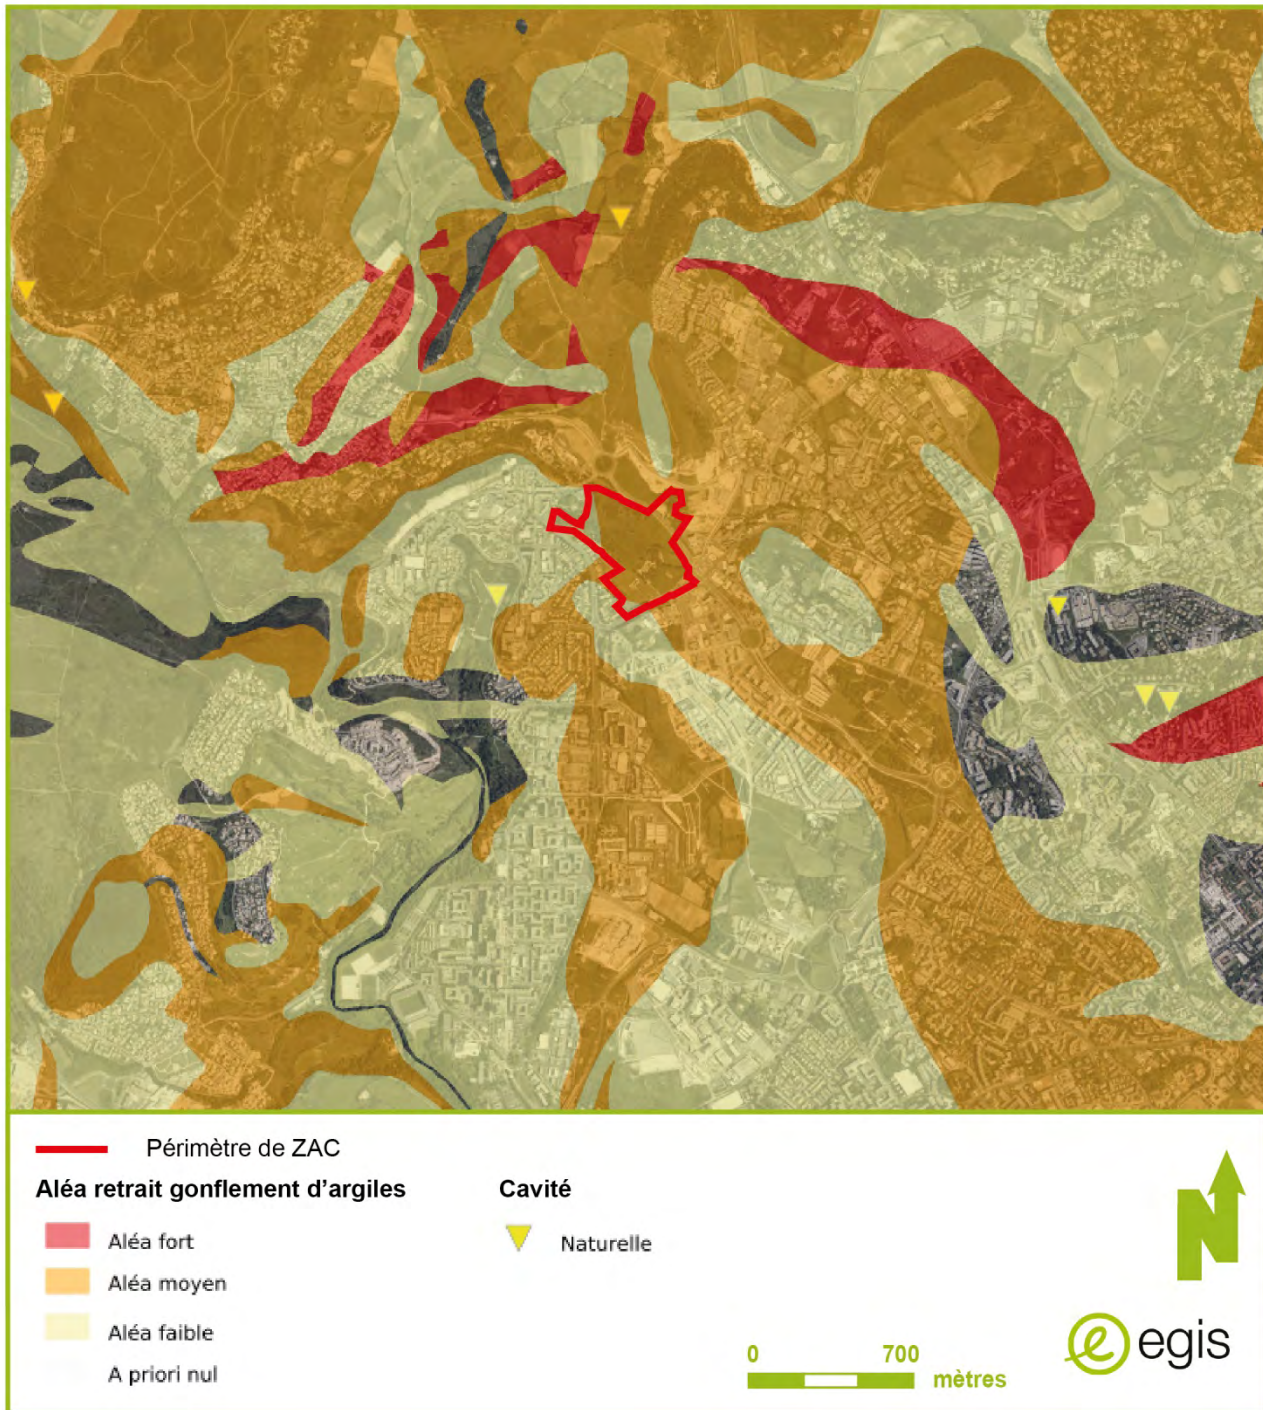 Périmètre de ZAC
Aléa retrait gonflement d'argiles
Aléa fort
Aléa moyen
Aléa faible
A priori nul
Cavité
Naturelle
N
0 700
mètres
e egis